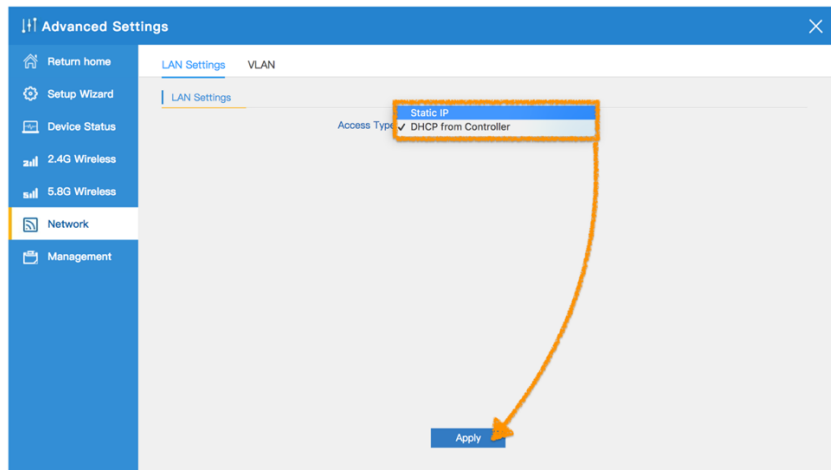 Advanced Settings
Return home
Setup Wizard
Device Status
2.4G Wireless
5.8G Wireless
Network
Management
LAN Settings VLAN
LAN Settings
Access Type
Static IP
✓ DHCP from Controller
Apply